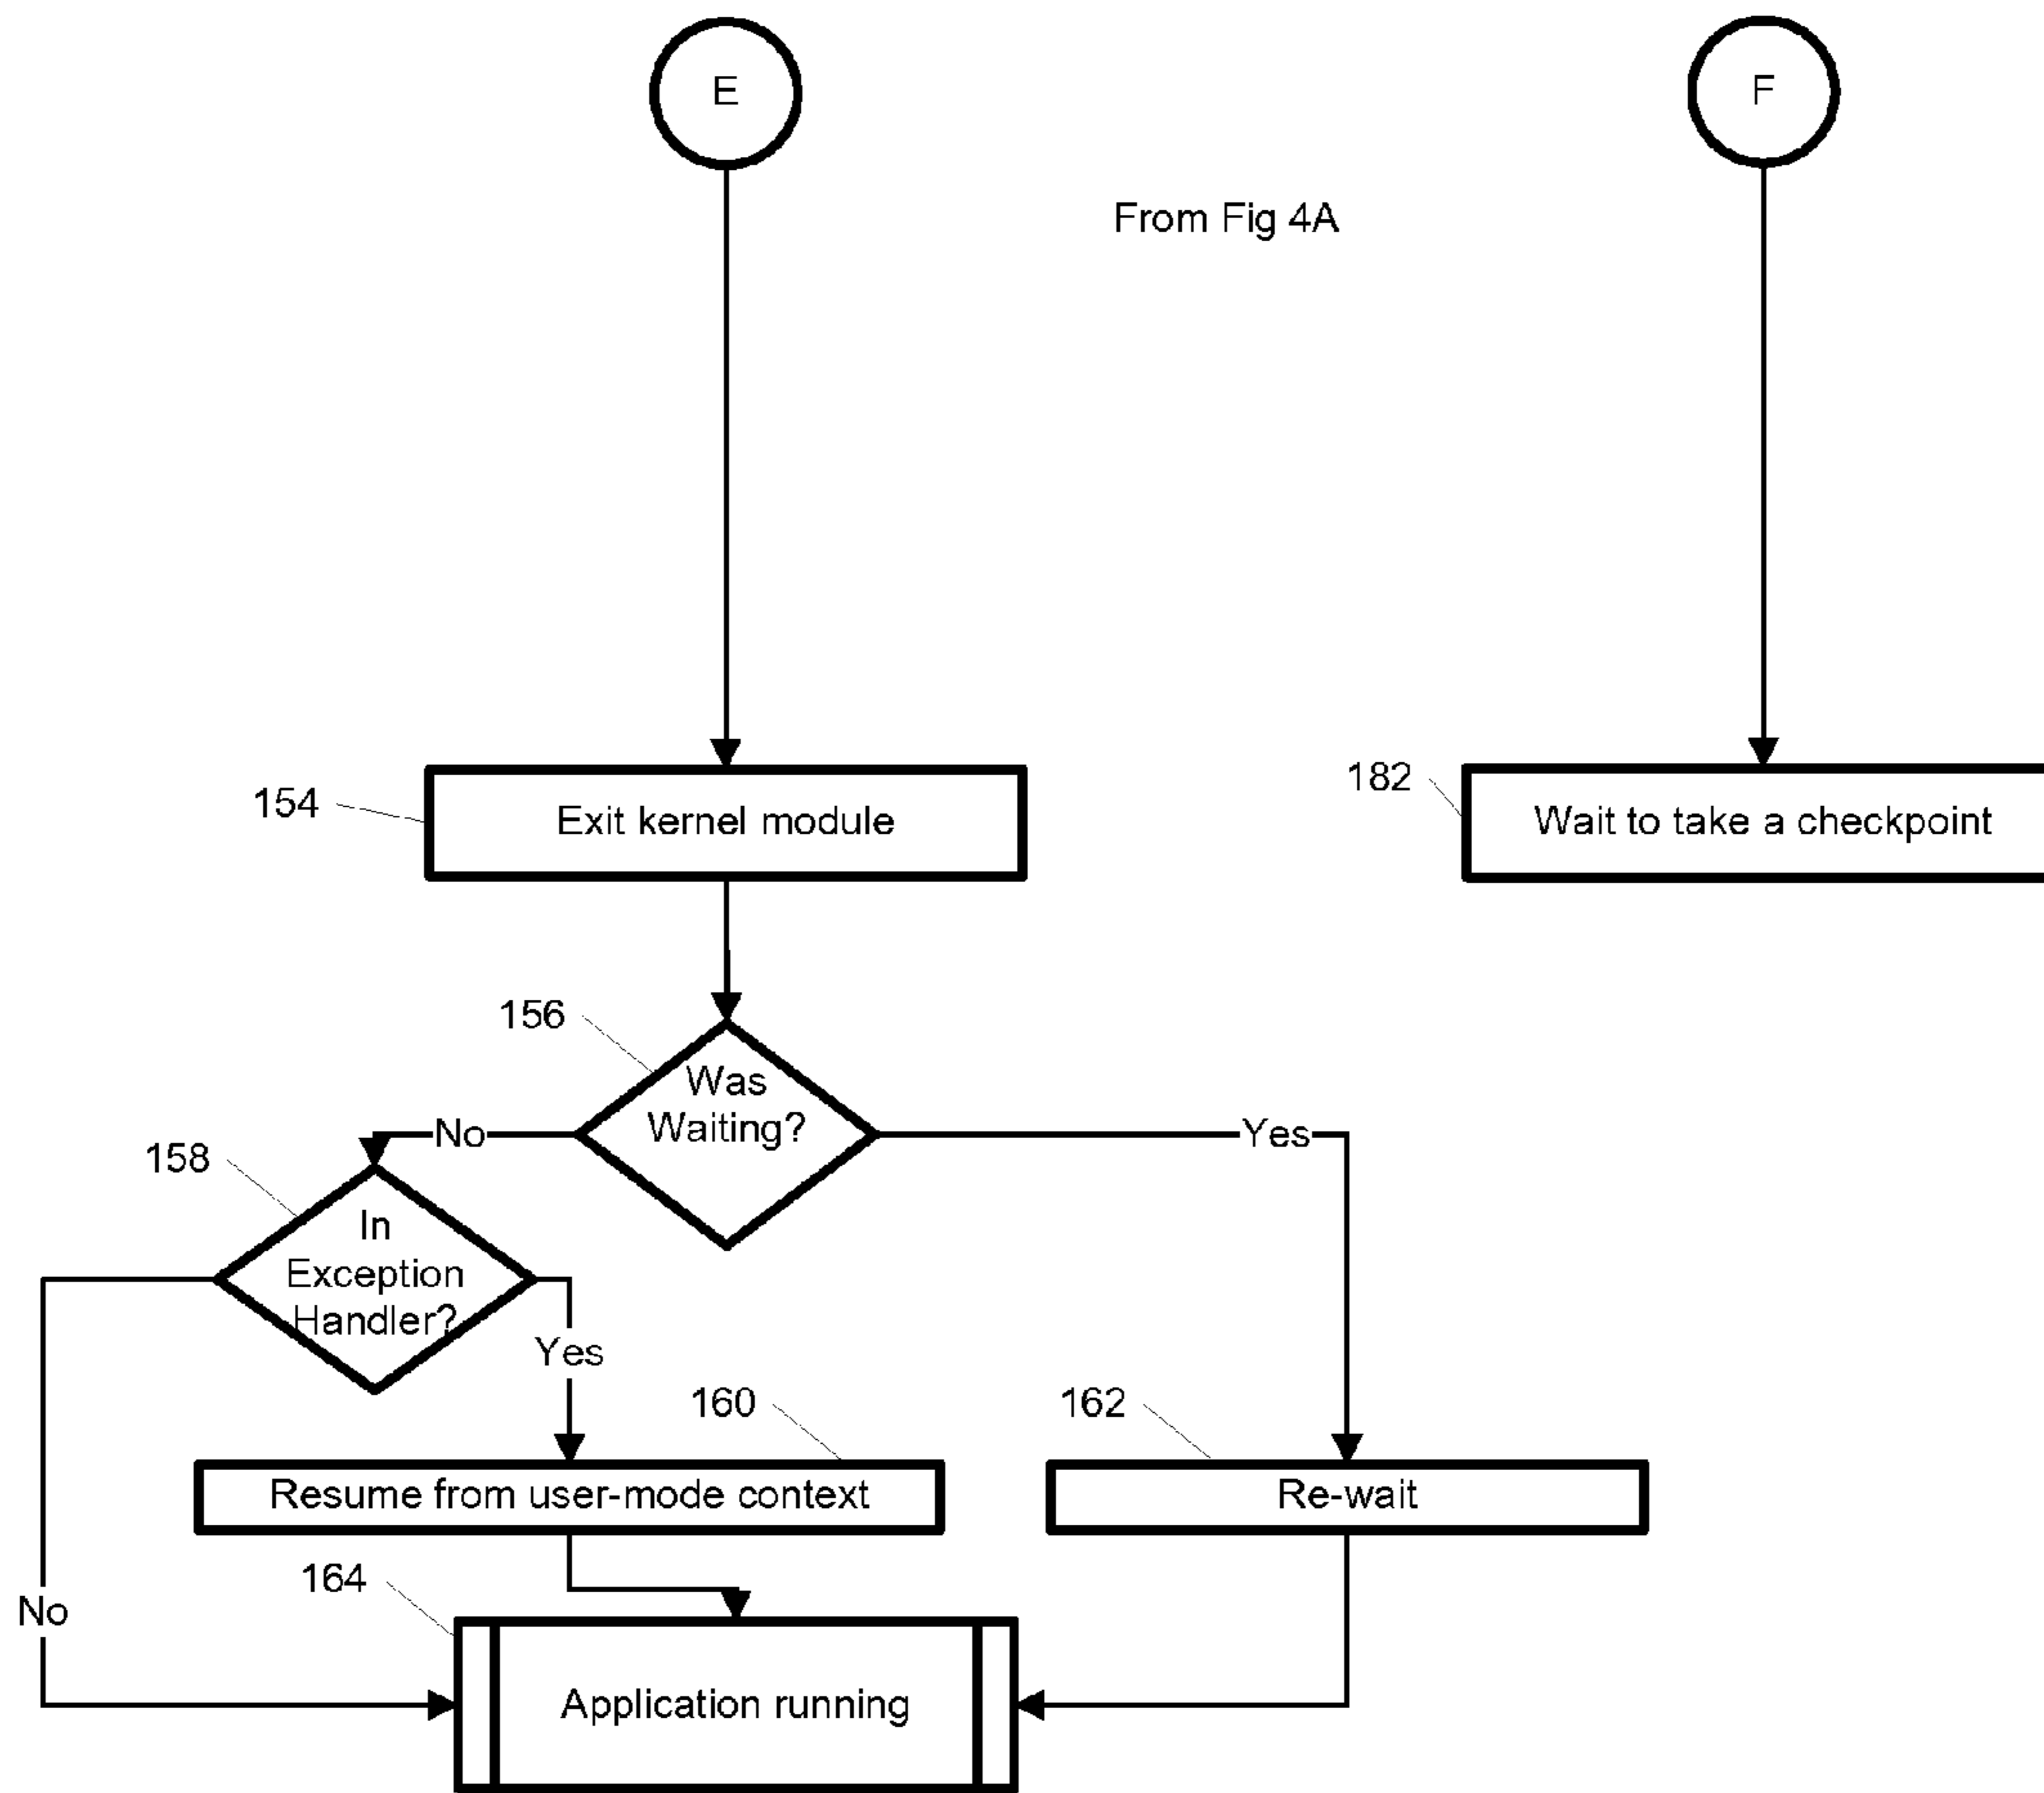 E
F
From Fig 4A
154
Exit kernel module
182
Wait to take a checkpoint
156
Was
Waiting?
No
Yes
158
In
Exception
Handler?
Yes
160
162
Resume from user-mode context
Re-wait
164
No
Application running